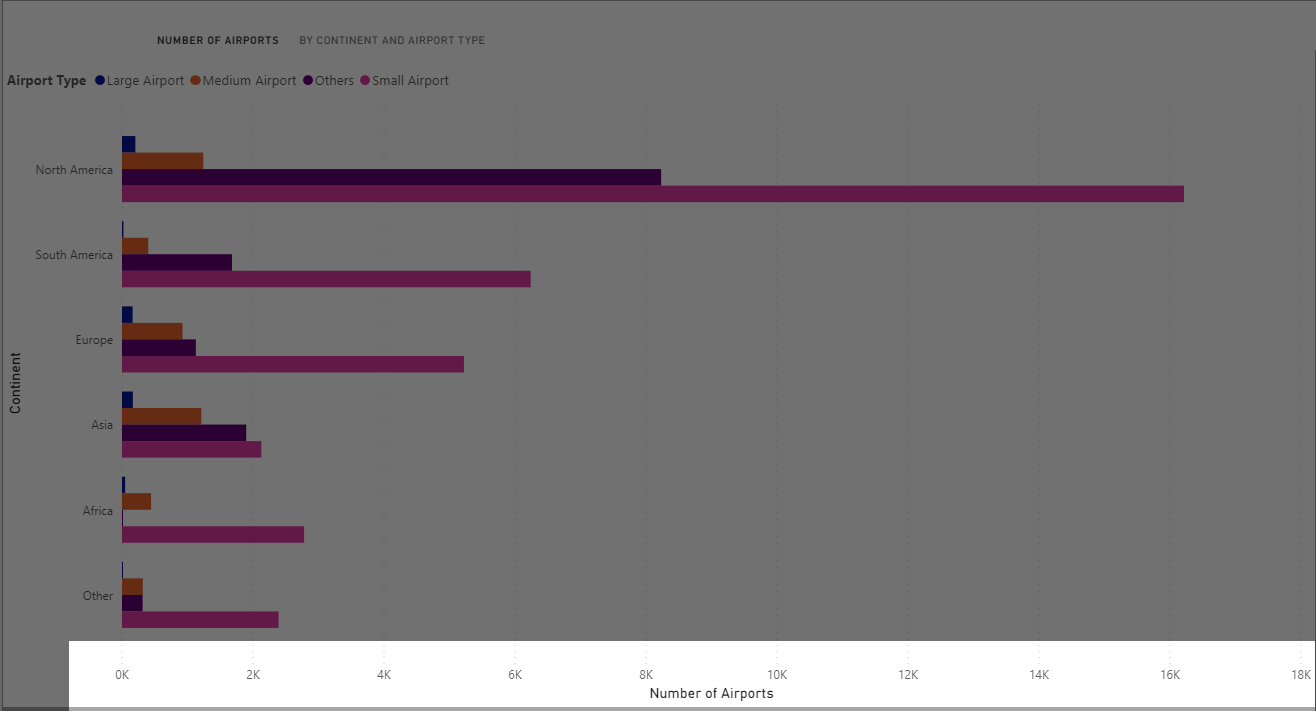 NUMBER OF AIRPORTS BY CONTINENT AND AIRPORT TYPE
Airport Type Large Airport Medium Airport Others Small Airport
Continent
North America
South America
Europe
Asia
Africa
Other
0K 2K 4K 6K 8K 10K 12K 14K 16K 18K
Number of Airports